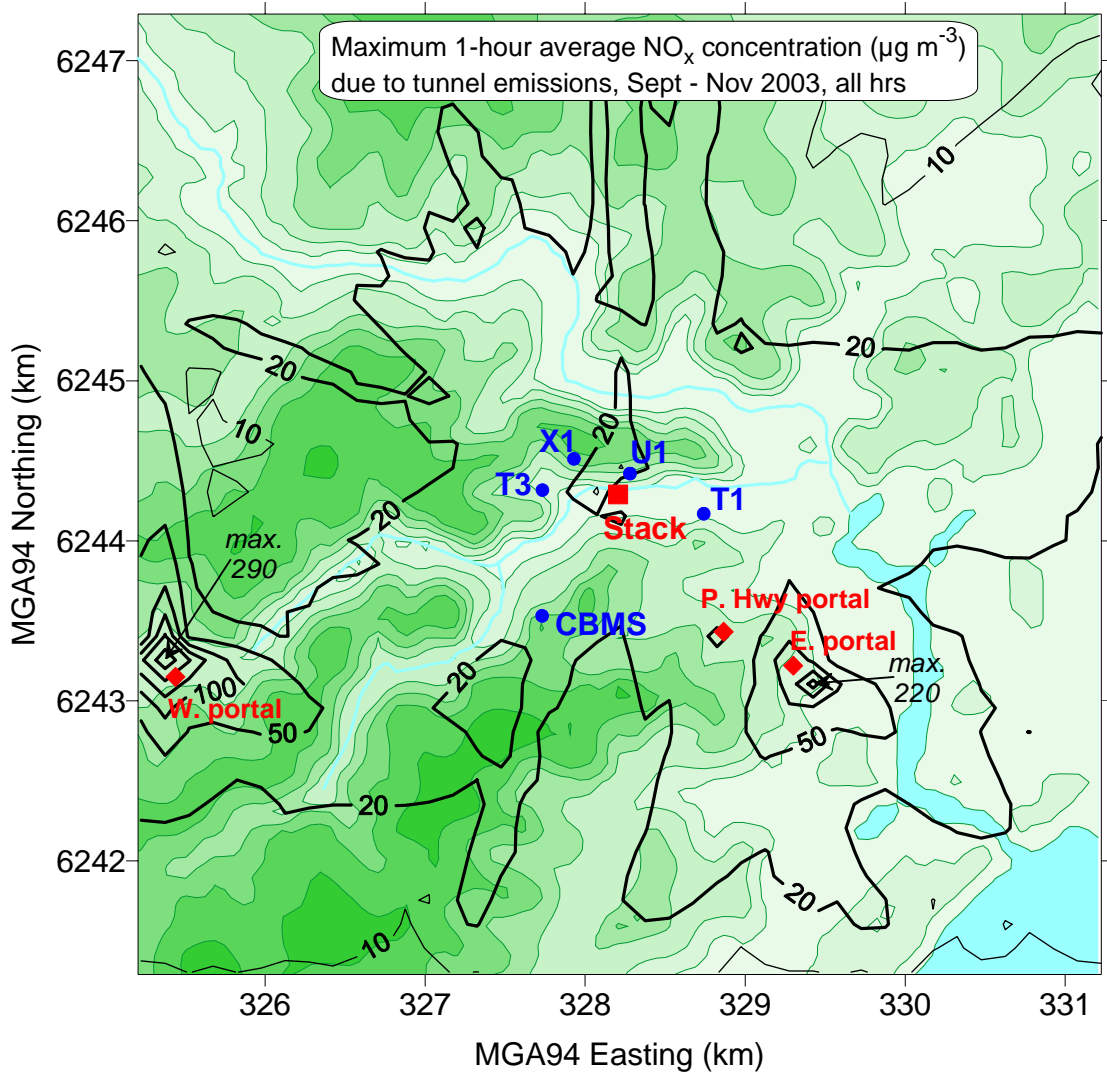 Maximum 1-hour average NOₓ concentration (µg m⁻³)
due to tunnel emissions, Sept - Nov 2003, all hrs
6247
6246
6245
6244
6243
6242
MGA94 Northing (km)
10
20
20
10
20
X1
U1
T3
T1
Stack
20
max.
290
P. Hwy portal
CBMS
E. portal
max.
220
20
100
W. portal
50
50
20
20
10
326
327
328
329
330
331
MGA94 Easting (km)